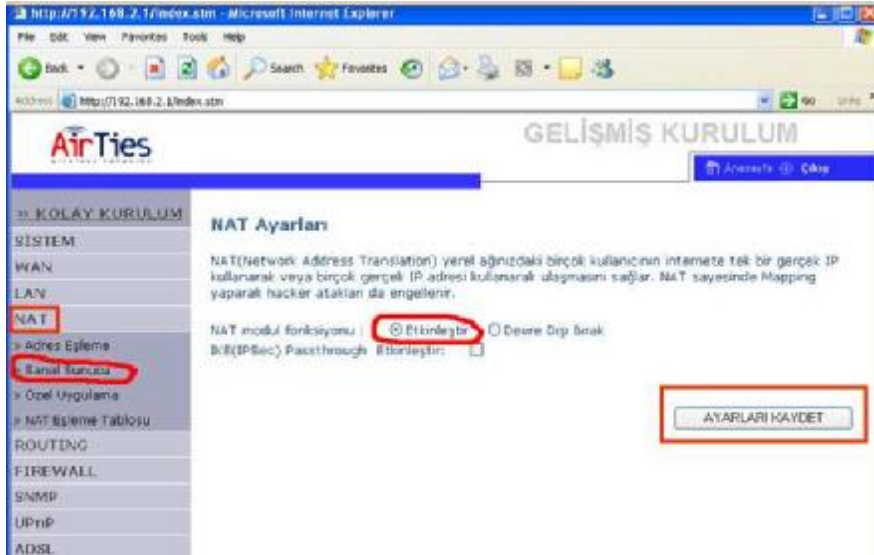 http://192.168.2.1/index.stm - Microsoft Internet Explorer
File Edit View Favorites Tools Help
Back Search Favorites
Address http://192.168.2.1/index.stm Go Links
AirTies
GELİŞMİŞ KURULUM
Anasayfa Çıkış
KOLAY KURULUM
SİSTEM
WAN
LAN
NAT
» Adres Eşleme
» Sanal Sunucu
» Özel Uygulama
» NAT Eşleme Tablosu
ROUTING
FIREWALL
SNMP
UPnP
ADSL
NAT Ayarları
NAT(Network Address Translation) yerel ağınızdaki birçok kullanıcının internete tek bir gerçek IP
kullanarak veya birçok gerçek IP adresi kullanarak ulaşmasını sağlar. NAT sayesinde Mapping
yaparak hacker atakları da engellenir.
NAT modul fonksiyonu : Etkinleştir Devre Dışı Bırak
(IPSec) Passthrough Etkinleştir:
AYARLARI KAYDET